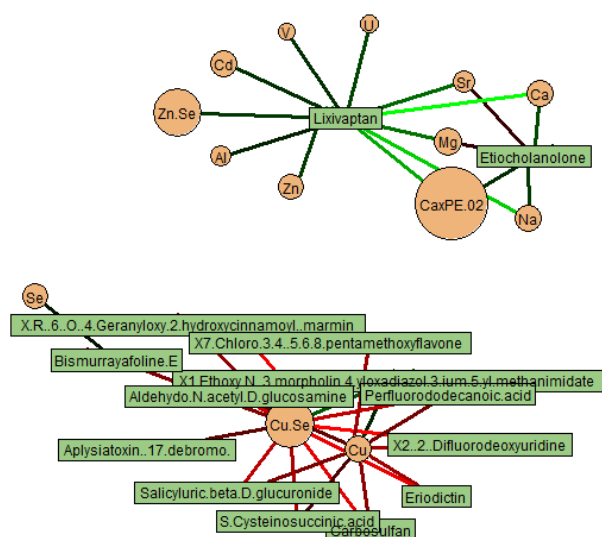 V
U
Cd
Sr
Ca
Zn.Se
Lixivaptan
Mg
Al
Etiocholanolone
Zn
CaxPE.02
Na
Se
X.R..6..O..4.Geranyloxy.2.hydroxycinnamoyl..marmin
X7.Chloro.3.4..5.6.8.pentamethoxyflavone
Bismurrayafoline.E
X1.Ethoxy.N..3.morpholin.4.yloxadiazol.3.ium.5.yl.methanimidate
Aldehydo.N.acetyl.D.glucosamine
Perfluorododecanoic.acid
Cu.Se
Aplysiatoxin..17.debromo.
Cu
X2..2..Difluorodeoxyuridine
Salicyluric.beta.D.glucuronide
Eriodictin
S.Cysteinosuccinic.acid
Carbosulfan